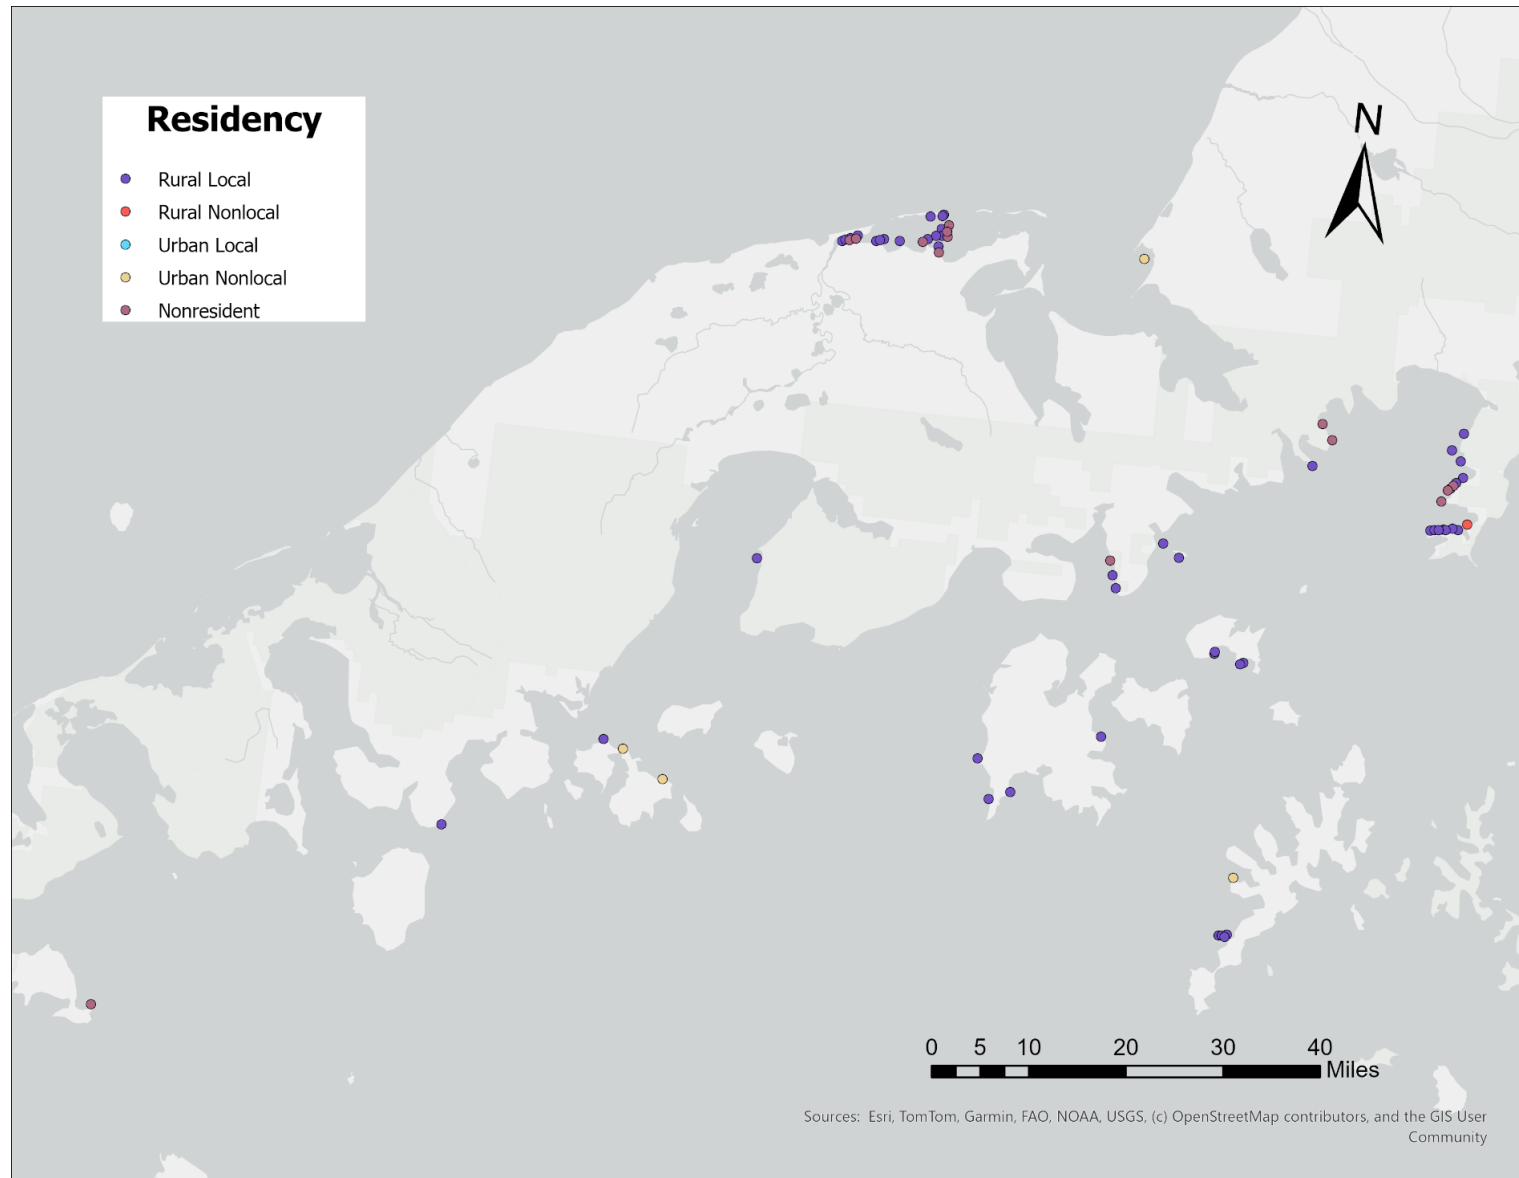 Residency
Rural Local
Rural Nonlocal
Urban Local
Urban Nonlocal
Nonresident
N
0 5 10 20 30 40
Miles
Sources: Esri, TomTom, Garmin, FAO, NOAA, USGS, (c) OpenStreetMap contributors, and the GIS User
Community